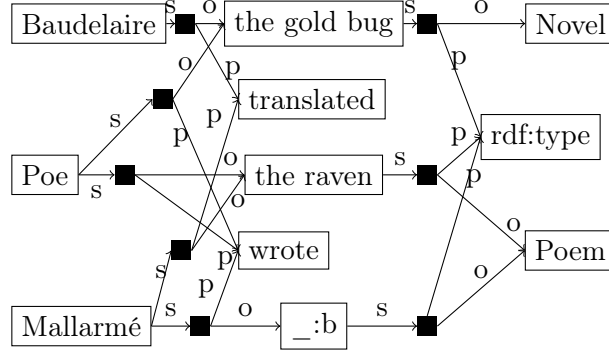 s o s o
Baudelaire the gold bug Novel
o p p
translated
s p p
p
Poe o s p rdf:type
s the raven p
o
o
wrote Poem
s p o
p
s o s
Mallarmé _:b